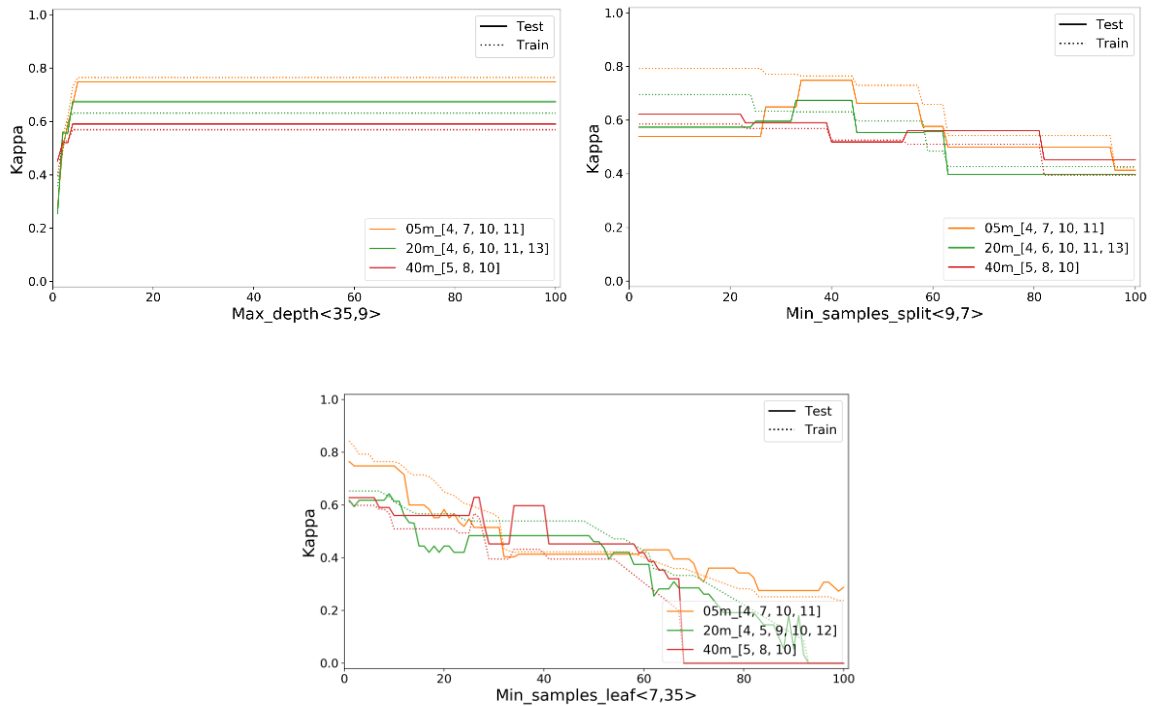 1.0
0.8
0.6
0.4
0.2
0.0
Kappa
Test
Train
05m_[4, 7, 10, 11]
20m_[4, 6, 10, 11, 13]
40m_[5, 8, 10]
0 20 40 60 80 100
Max_depth<35,9>
1.0
0.8
0.6
0.4
0.2
0.0
Kappa
Test
Train
05m_[4, 7, 10, 11]
20m_[4, 6, 10, 11, 13]
40m_[5, 8, 10]
0 20 40 60 80 100
Min_samples_split<9,7>
1.0
0.8
0.6
0.4
0.2
0.0
Kappa
Test
Train
05m_[4, 7, 10, 11]
20m_[4, 5, 9, 10, 12]
40m_[5, 8, 10]
0 20 40 60 80 100
Min_samples_leaf<7,35>